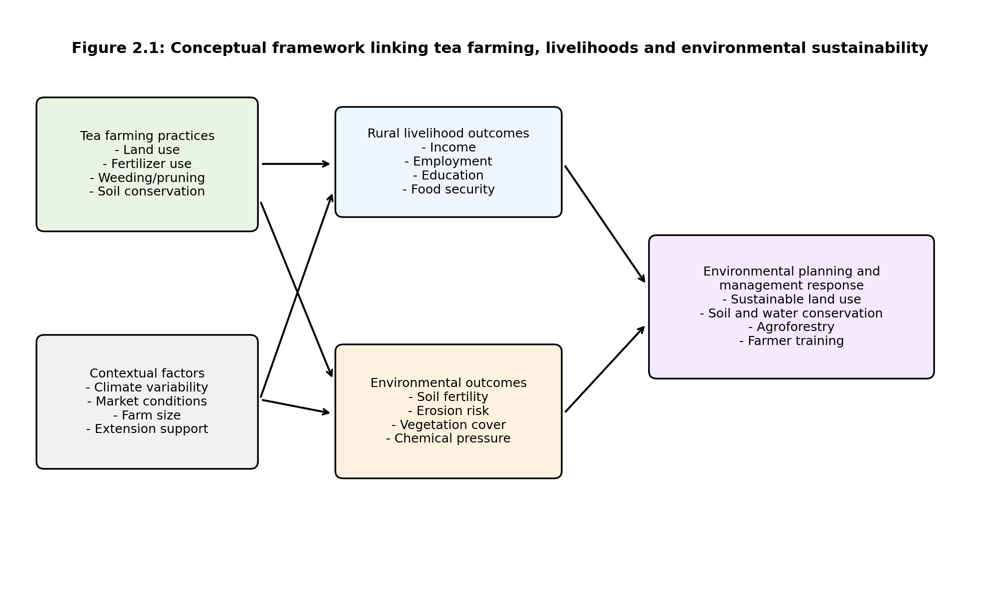 Figure 2.1: Conceptual framework linking tea farming, livelihoods and environmental sustainability
Tea farming practices
- Land use
- Fertilizer use
- Weeding/pruning
- Soil conservation
Rural livelihood outcomes
- Income
- Employment
- Education
- Food security
Contextual factors
- Climate variability
- Market conditions
- Farm size
- Extension support
Environmental outcomes
- Soil fertility
- Erosion risk
- Vegetation cover
- Chemical pressure
Environmental planning and
management response
- Sustainable land use
- Soil and water conservation
- Agroforestry
- Farmer training